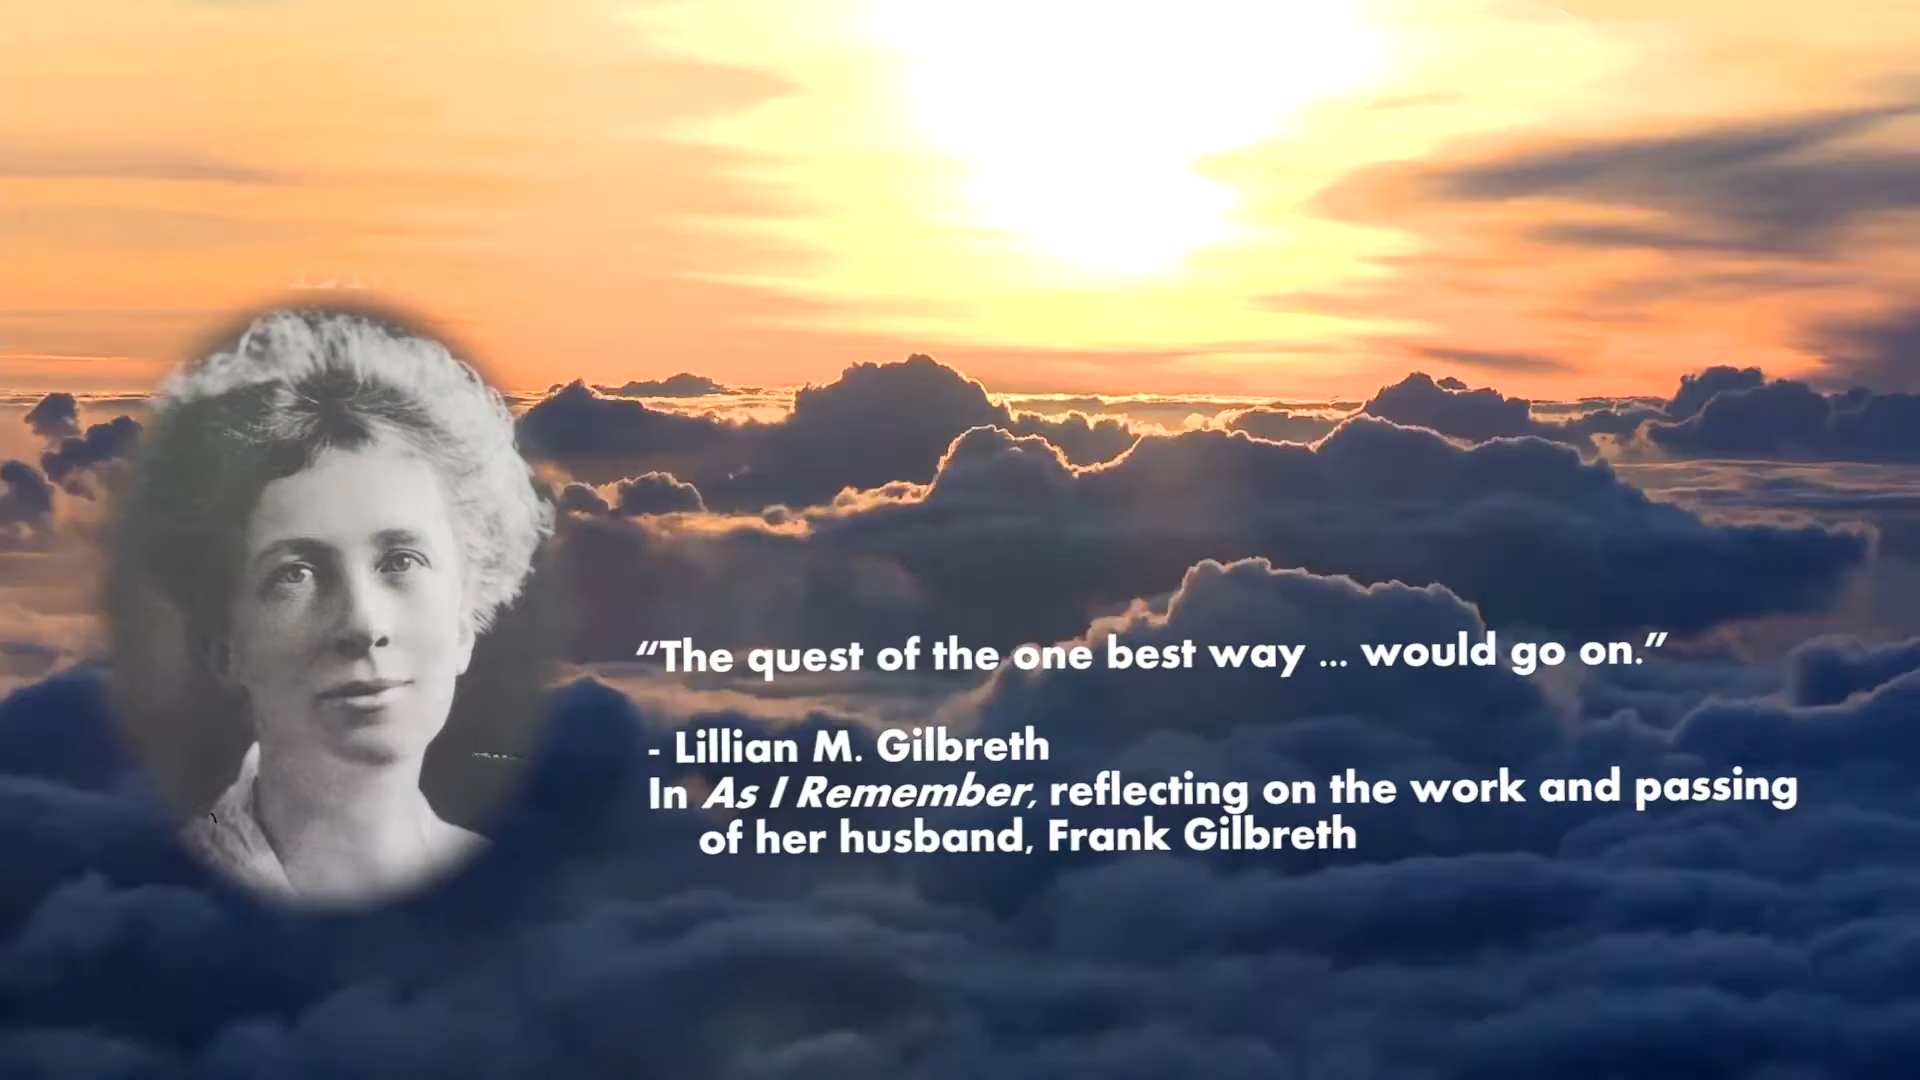 “The quest of the one best way ... would go on.”
- Lillian M. Gilbreth
In As I Remember, reflecting on the work and passing
of her husband, Frank Gilbreth